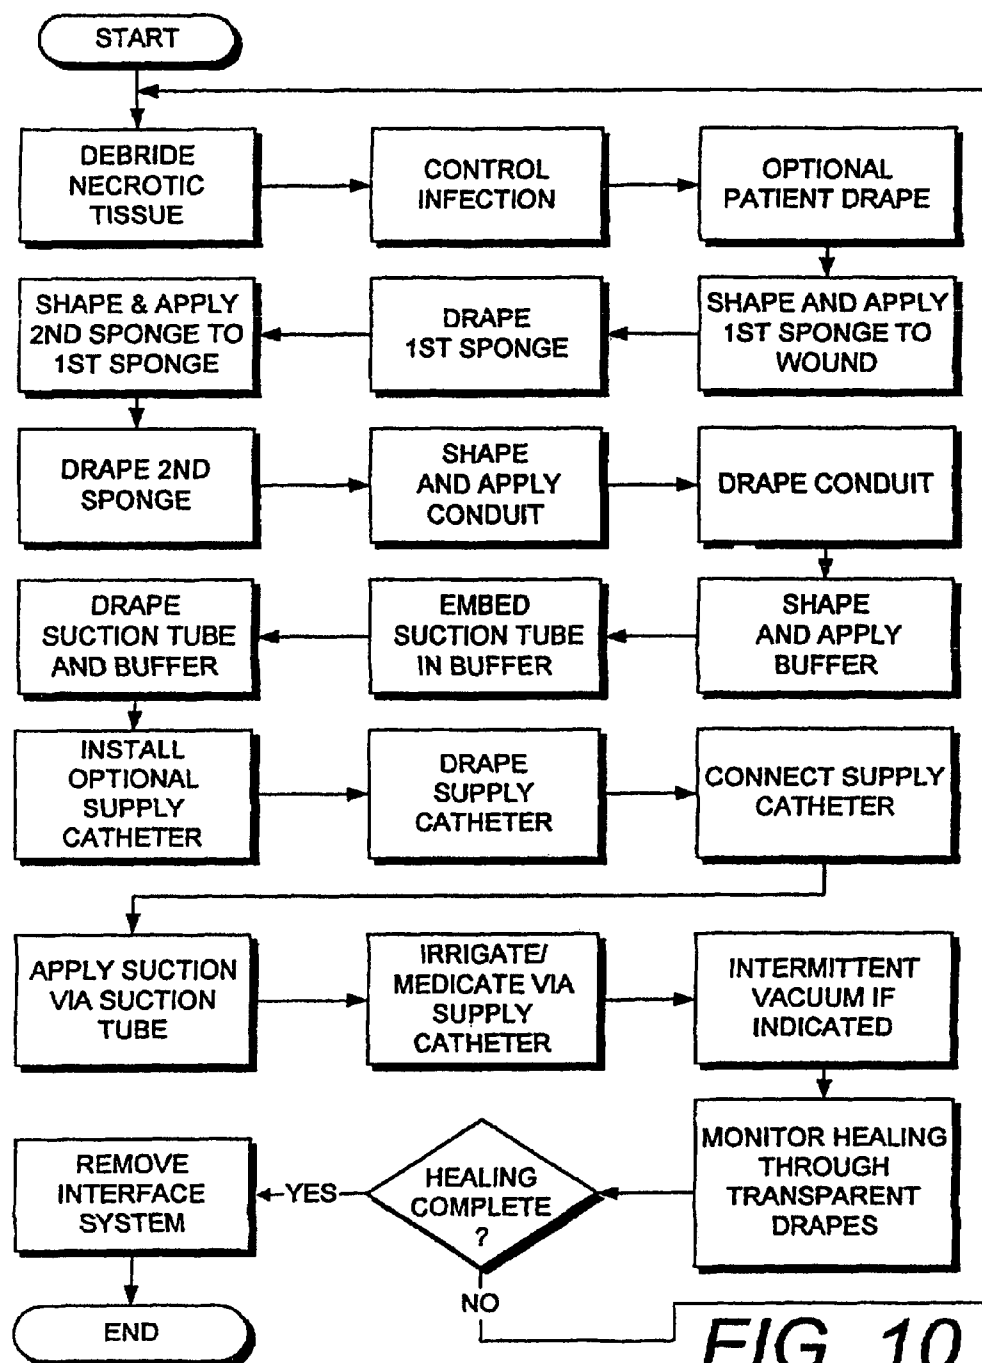 START
DEBRIDE
NECROTIC
TISSUE
CONTROL
INFECTION
OPTIONAL
PATIENT DRAPE
SHAPE AND APPLY
1ST SPONGE TO
WOUND
DRAPE
1ST SPONGE
SHAPE & APPLY
2ND SPONGE TO
1ST SPONGE
DRAPE 2ND
SPONGE
SHAPE
AND APPLY
CONDUIT
DRAPE CONDUIT
SHAPE
AND APPLY
BUFFER
EMBED
SUCTION TUBE
IN BUFFER
DRAPE
SUCTION TUBE
AND BUFFER
INSTALL
OPTIONAL
SUPPLY
CATHETER
DRAPE
SUPPLY
CATHETER
CONNECT SUPPLY
CATHETER
APPLY SUCTION
VIA SUCTION
TUBE
IRRIGATE/
MEDICATE VIA
SUPPLY
CATHETER
INTERMITTENT
VACUUM IF
INDICATED
MONITOR HEALING
THROUGH
TRANSPARENT
DRAPES
HEALING
COMPLETE
?
YES
REMOVE
INTERFACE
SYSTEM
NO
END
FIG. 10